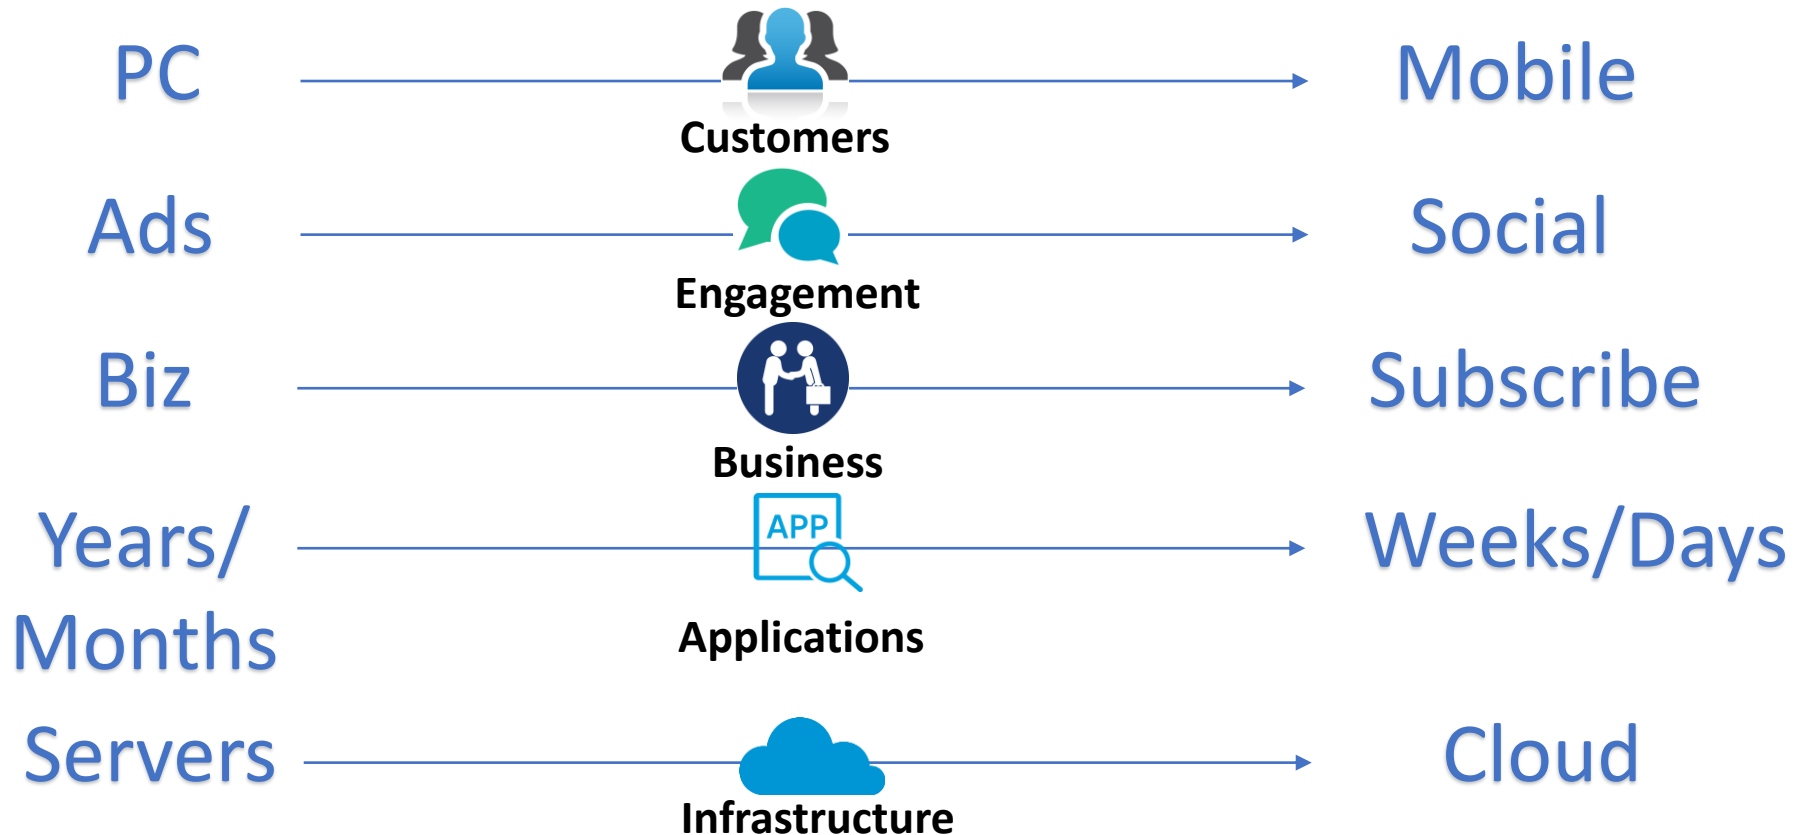 PC
Mobile
Customers
Ads
Social
Engagement
Biz
Subscribe
Business
Years/
Months
APP
Weeks/Days
Applications
Servers
Cloud
Infrastructure